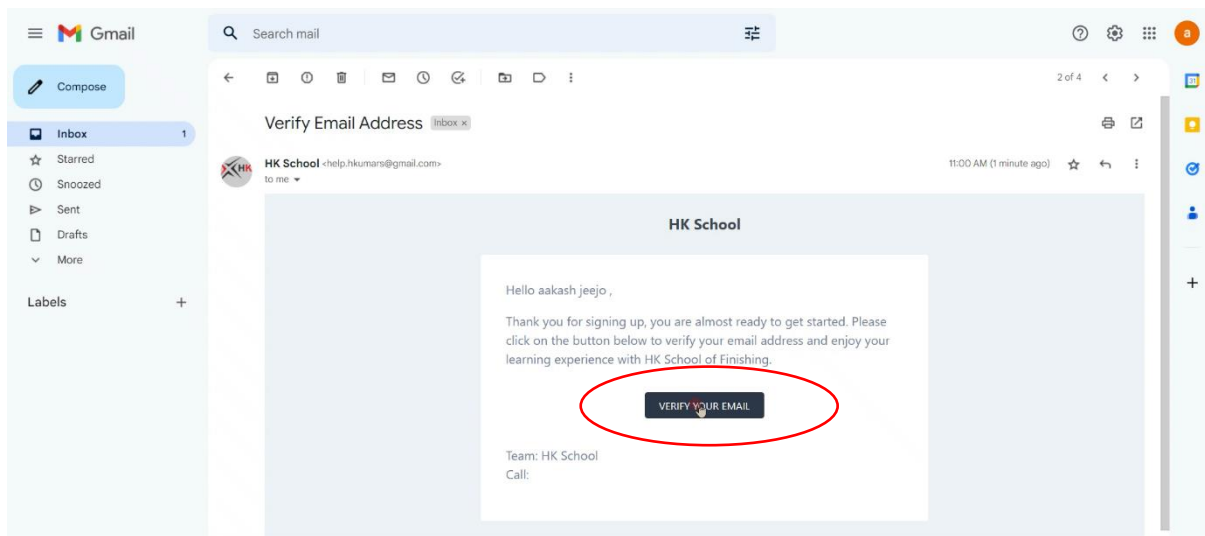 Gmail
Search mail
a
Compose
2 of 4
31
Inbox 1
Starred
Snoozed
Sent
Drafts
More
Labels
Verify Email Address Inbox x
HK
HK School <help.hkumars@gmail.com>
11:00 AM (1 minute ago)
to me
HK School
Hello aakash jeejo ,
Thank you for signing up, you are almost ready to get started. Please
click on the button below to verify your email address and enjoy your
learning experience with HK School of Finishing.
VERIFY YOUR EMAIL
Team: HK School
Call: